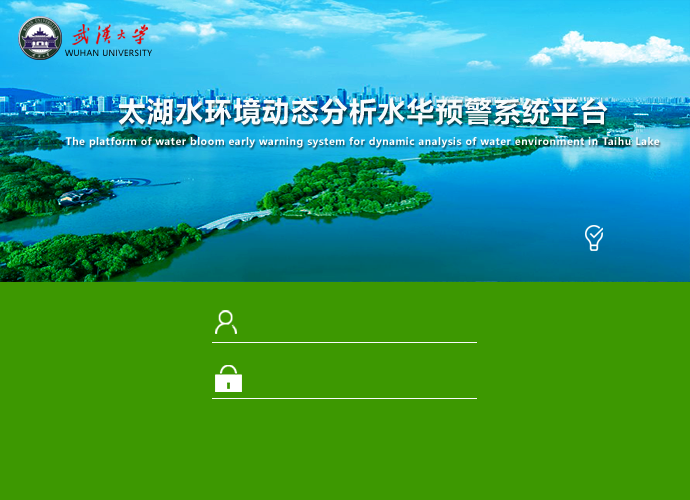 武汉大学
WUHAN UNIVERSITY
太湖水环境动态分析水华预警系统平台
The platform of water bloom early warning system for dynamic analysis of water environment in Taihu Lake